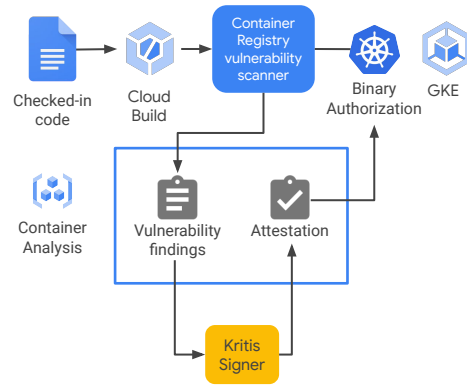 Checked-in
code
Cloud
Build
Container
Registry
vulnerability
scanner
Binary
Authorization
GKE
Container
Analysis
Vulnerability
findings
Attestation
Kritis
Signer